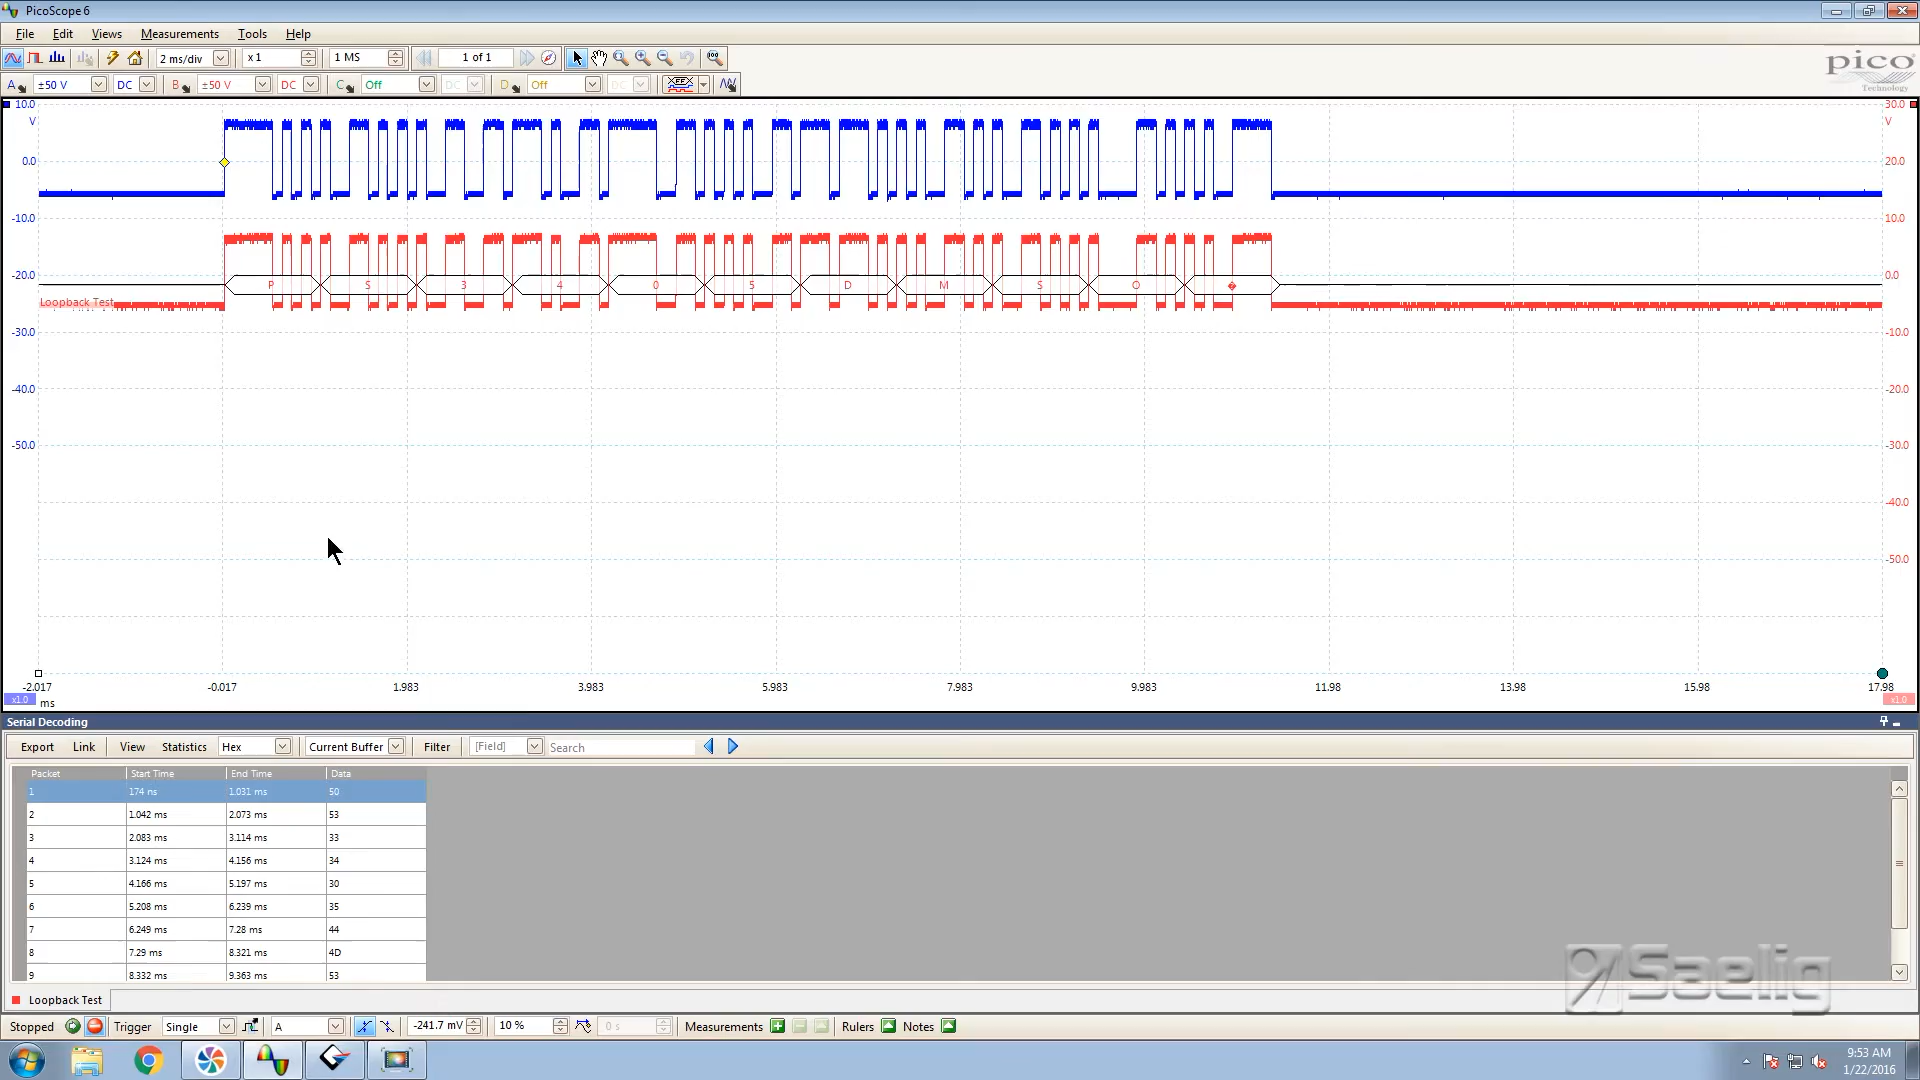 PicoScope 6
File Edit Views Measurements Tools Help
2 ms/div x 1 1 MS 1 of 1
pico
Technology
A ±50 V DC B ±50 V DC C Off DC D Off DC
10.0 30.0
V V
0.0 20.0
-10.0 10.0
-20.0 0.0
P S 3 4 0 5 D M S O �
Loopback Test
-30.0 -10.0
-40.0 -20.0
-50.0 -30.0
-40.0
-50.0
-2.017 -0.017 1.983 3.983 5.983 7.983 9.983 11.98 13.98 15.98 17.98
x1.0 ms x1.0
Serial Decoding
Export Link View Statistics Hex Current Buffer Filter [Field] Search
Packet Start Time End Time Data
1 174 ns 1.031 ms 50
2 1.042 ms 2.073 ms 53
3 2.083 ms 3.114 ms 33
4 3.124 ms 4.156 ms 34
5 4.166 ms 5.197 ms 30
6 5.208 ms 6.239 ms 35
7 6.249 ms 7.28 ms 44
8 7.29 ms 8.321 ms 4D
9 8.332 ms 9.363 ms 53
Saelig
Loopback Test
Stopped Trigger Single A -241.7 mV 10 % 0 s Measurements Rulers Notes
9:53 AM
1/22/2016